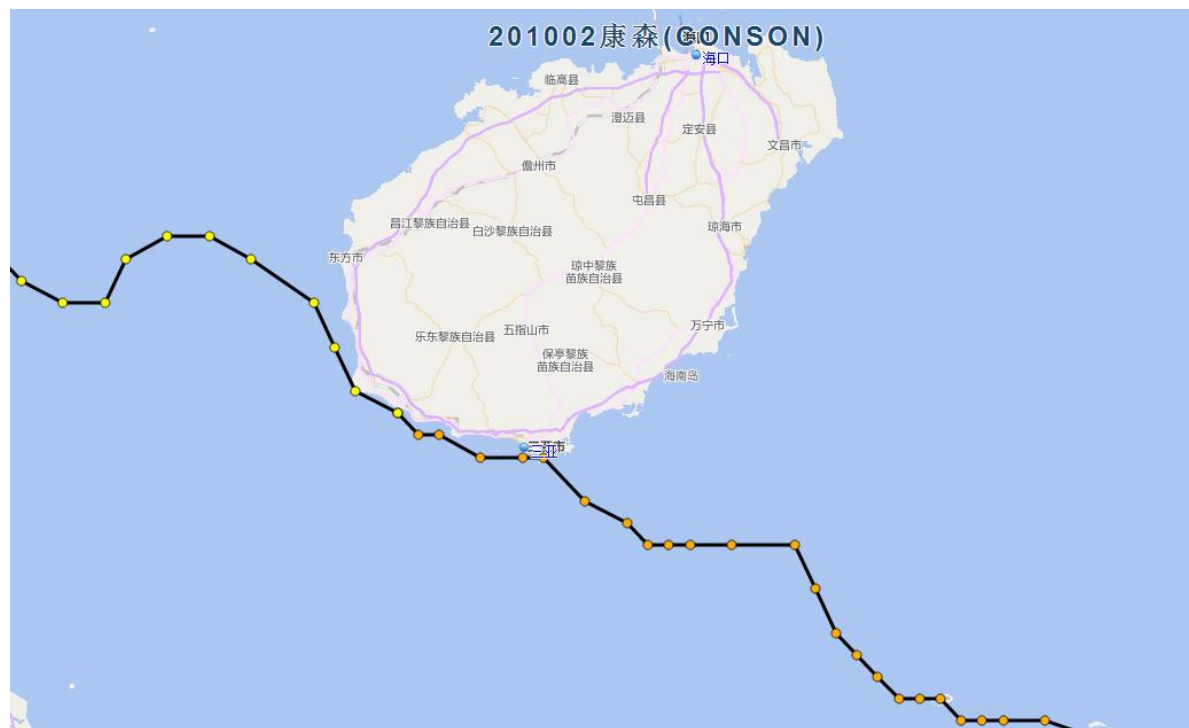 201002康森(CONSON)
海口
海口
临高县
澄迈县
定安县
文昌市
儋州市
屯昌县
昌江黎族自治县
白沙黎族自治县
琼海市
东方市
琼中黎族
苗族自治县
万宁市
五指山市
乐东黎族自治县
保亭黎族
苗族自治县
海南岛
三亚市
三亚